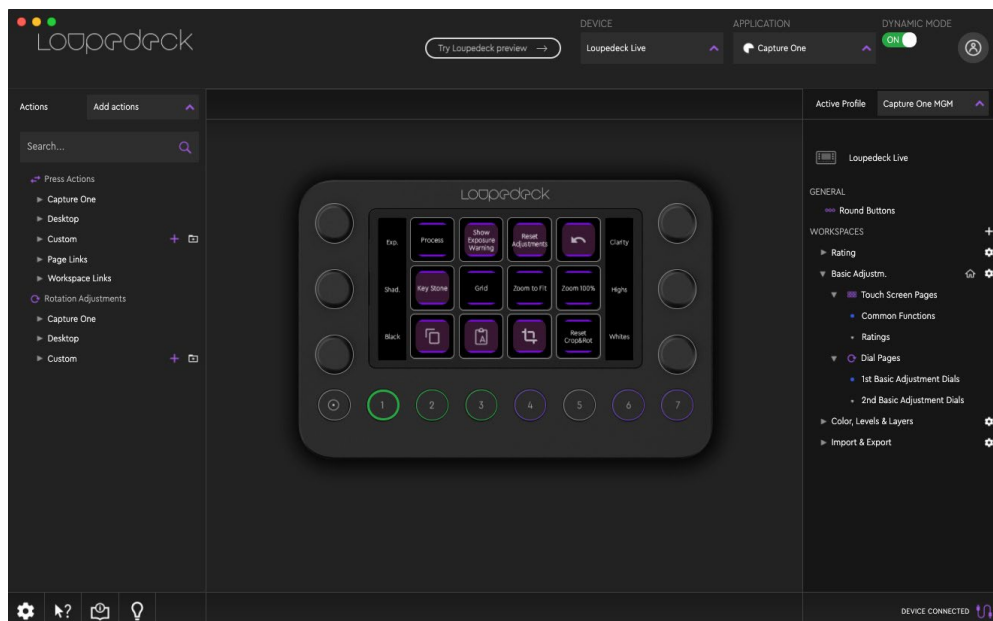 DEVICE
APPLICATION
DYNAMIC MODE
Loupedeck
Try Loupedeck preview →
Loupedeck Live
Capture One
ON
Actions
Add actions
Active Profile
Capture One MGM
Search...
Press Actions
Capture One
Desktop
Custom
Page Links
Workspace Links
Rotation Adjustments
Capture One
Desktop
Custom
Loupedeck
Exp.
Process
Show
Exposure
Warning
Reset
Adjustments
Clarity
Shad.
Key Stone
Grid
Zoom to Fit
Zoom 100%
Highs
Black
A
Reset
Crop&Rot
Whites
1
2
3
4
5
6
7
Loupedeck Live
GENERAL
Round Buttons
WORKSPACES
Rating
Basic Adjustm.
Touch Screen Pages
Common Functions
Ratings
Dial Pages
1st Basic Adjustment Dials
2nd Basic Adjustment Dials
Color, Levels & Layers
Import & Export
?
DEVICE CONNECTED